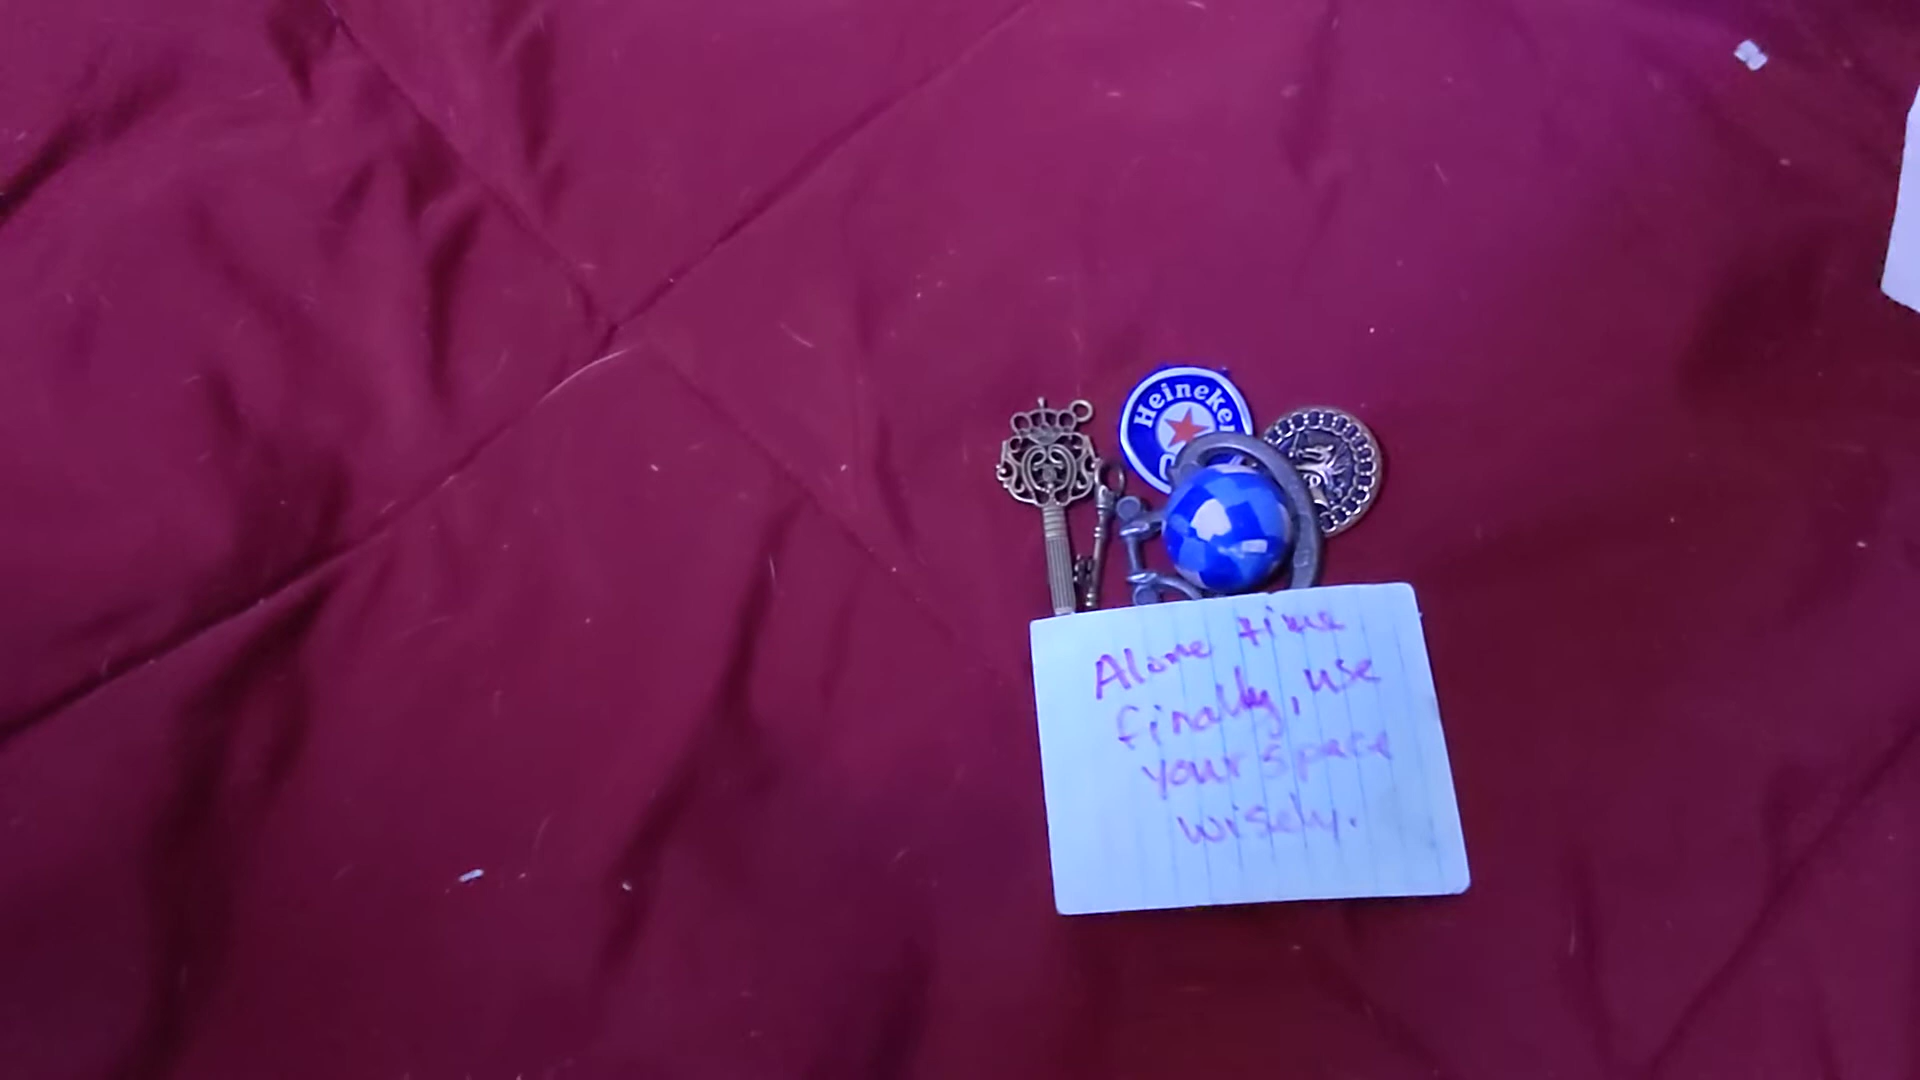 Heineken
Alone time
finally, use
your space
wisely.